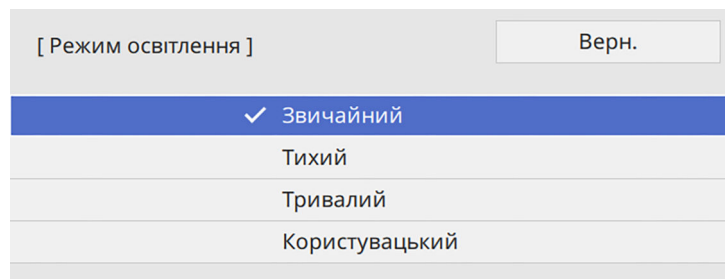 [ Режим освітлення ]
Верн.
Звичайний
Тихий
Тривалий
Користувацький